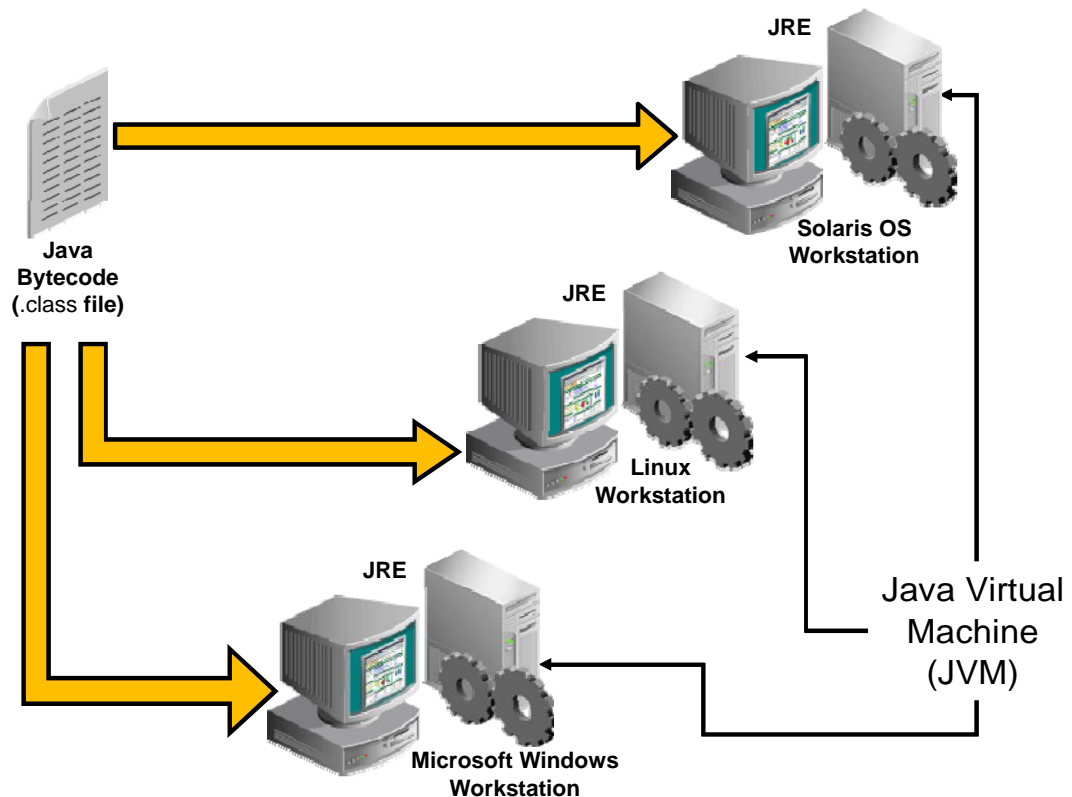 JRE
Java
Bytecode
(.class file)
Solaris OS
Workstation
JRE
Linux
Workstation
JRE
Microsoft Windows
Workstation
Java Virtual
Machine
(JVM)